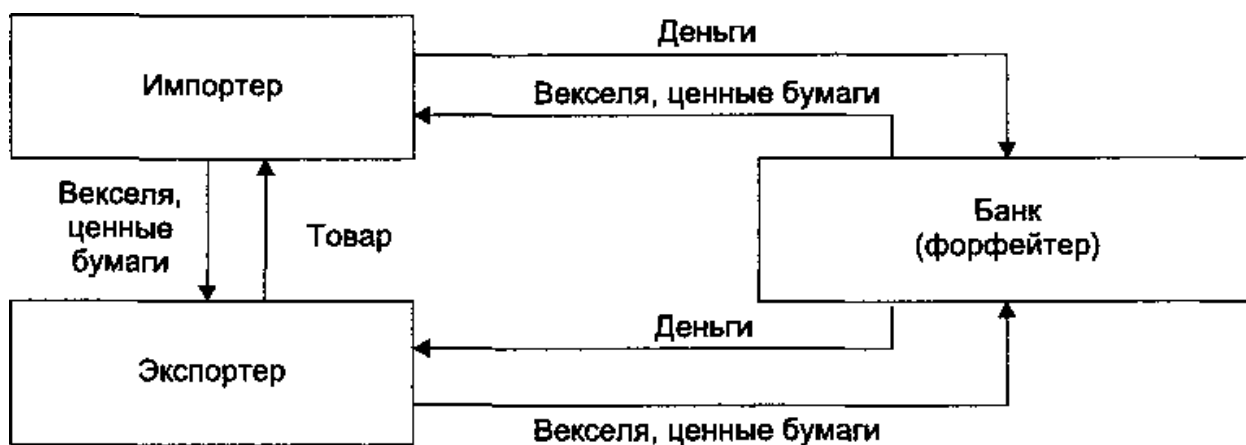 Деньги
Импортер
Векселя, ценные бумаги
Векселя,
ценные
бумаги
Товар
Банк
(форфейтер)
Деньги
Экспортер
Векселя, ценные бумаги